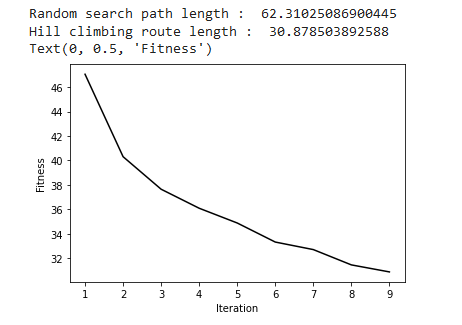 Random search path length :  62.31025086900445
Hill climbing route length :  30.878503892588
Text(0, 0.5, 'Fitness')
46
44
42
40
38
36
34
32
Fitness
1 2 3 4 5 6 7 8 9
Iteration